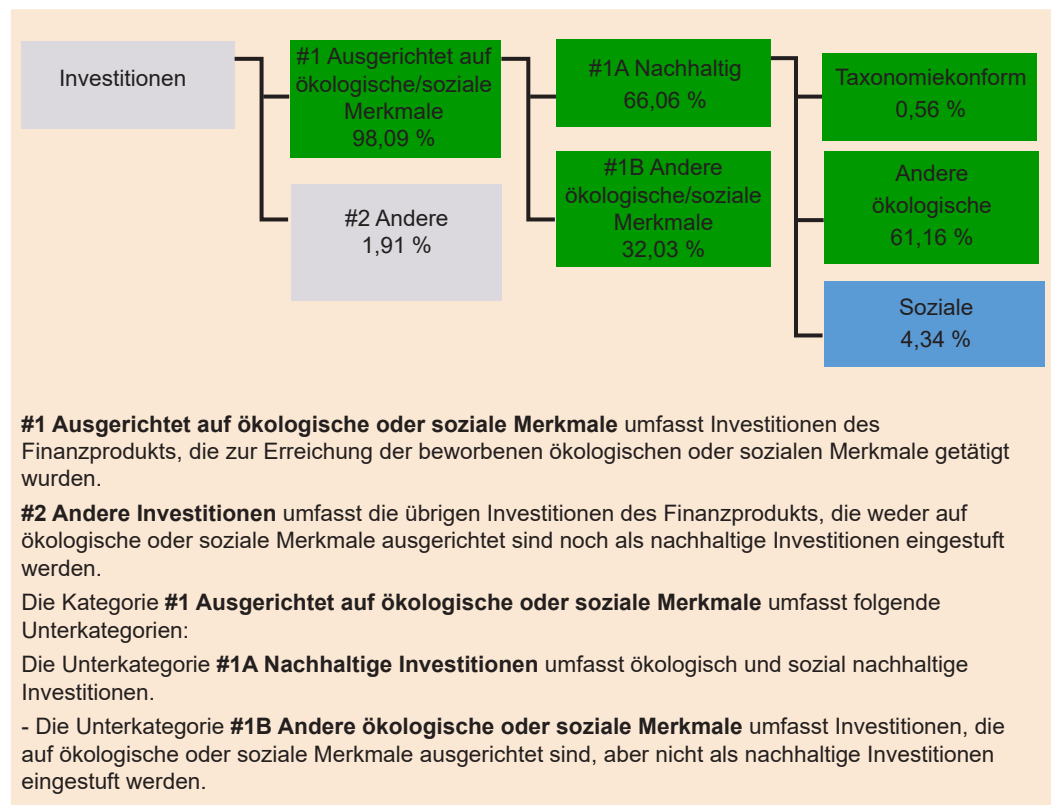 Investitionen
#1 Ausgerichtet auf
ökologische/soziale
Merkmale
98,09 %
#2 Andere
1,91 %
#1A Nachhaltig
66,06 %
#1B Andere
ökologische/soziale
Merkmale
32,03 %
Taxonomiekonform
0,56 %
Andere
ökologische
61,16 %
Soziale
4,34 %
#1 Ausgerichtet auf ökologische oder soziale Merkmale umfasst Investitionen des
Finanzprodukts, die zur Erreichung der beworbenen ökologischen oder sozialen Merkmale getätigt
wurden.
#2 Andere Investitionen umfasst die übrigen Investitionen des Finanzprodukts, die weder auf
ökologische oder soziale Merkmale ausgerichtet sind noch als nachhaltige Investitionen eingestuft
werden.
Die Kategorie #1 Ausgerichtet auf ökologische oder soziale Merkmale umfasst folgende
Unterkategorien:
Die Unterkategorie #1A Nachhaltige Investitionen umfasst ökologisch und sozial nachhaltige
Investitionen.
- Die Unterkategorie #1B Andere ökologische oder soziale Merkmale umfasst Investitionen, die
auf ökologische oder soziale Merkmale ausgerichtet sind, aber nicht als nachhaltige Investitionen
eingestuft werden.